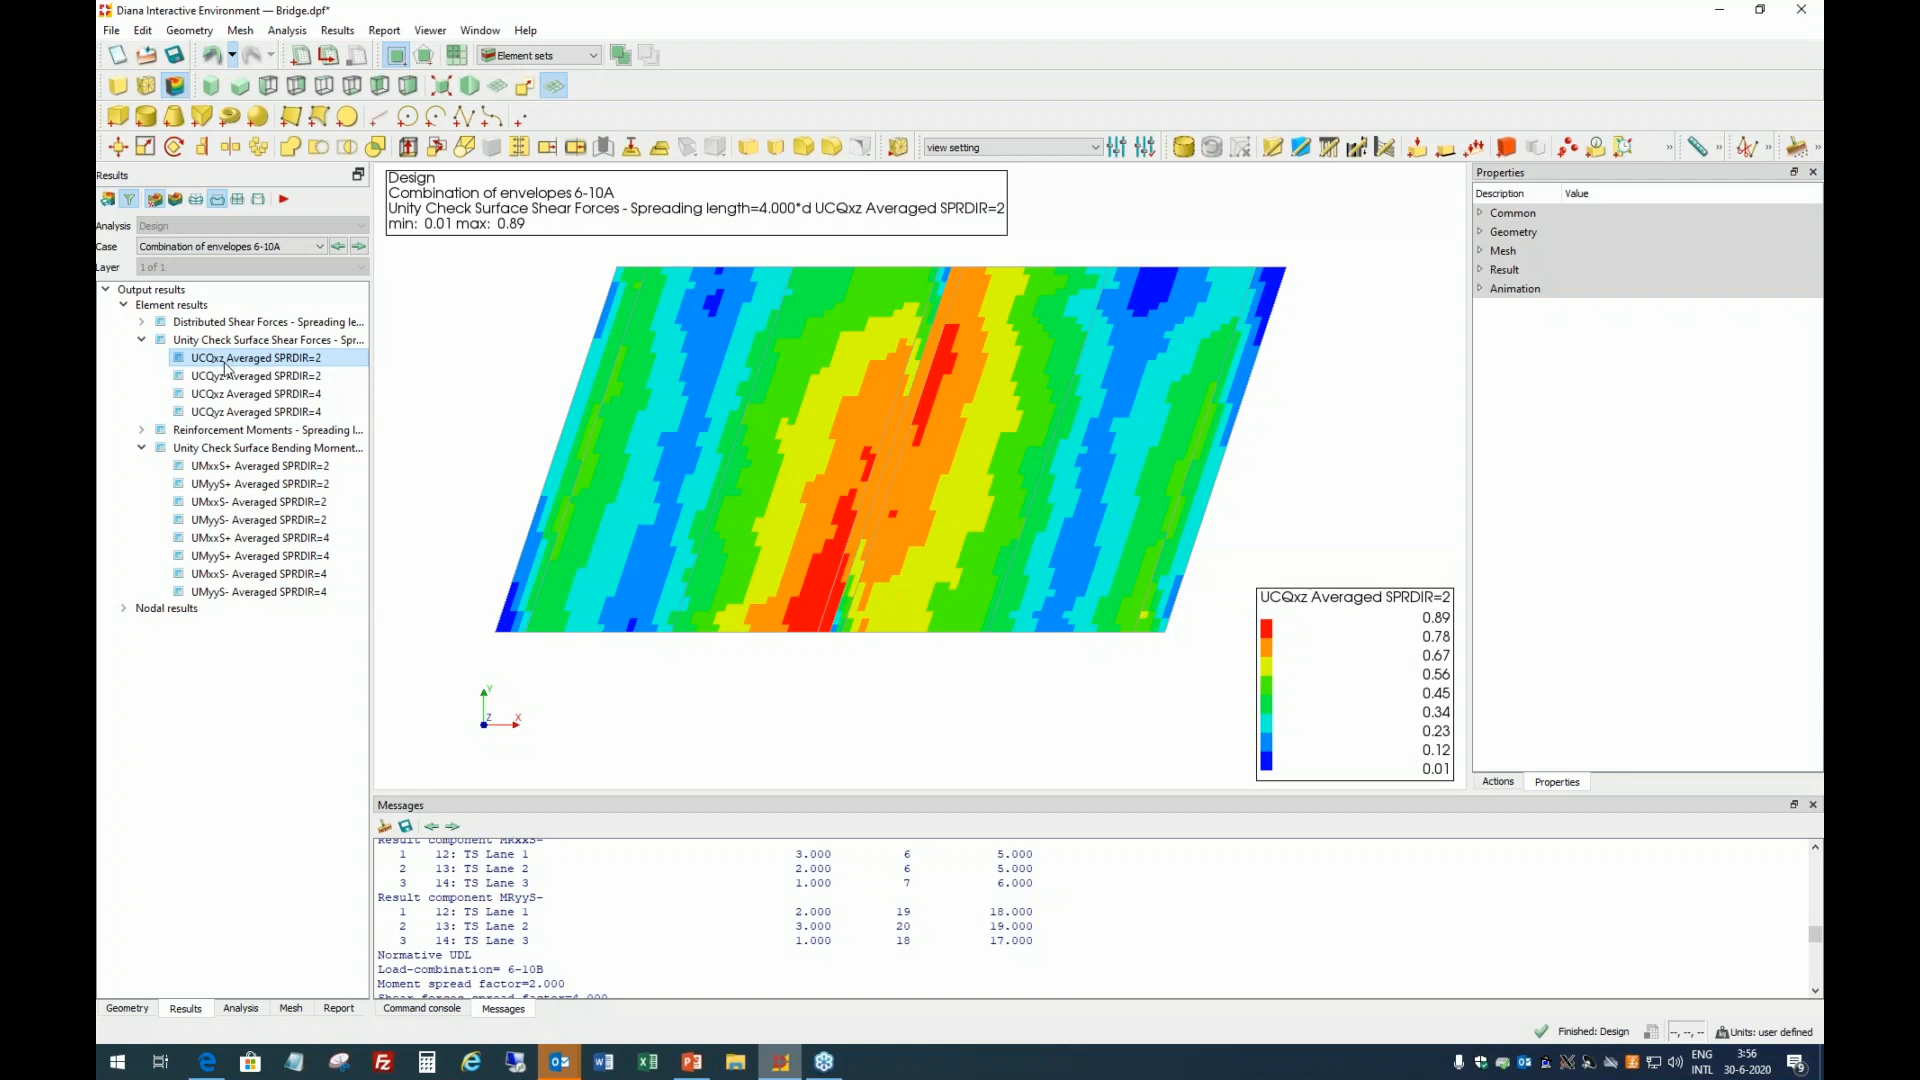 Diana Interactive Environment — Bridge.dpf*
File Edit Geometry Mesh Analysis Results Report Viewer Window Help
Element sets
view setting
Results
Analysis Design
Case Combination of envelopes 6-10A
Layer 1 of 1
Output results
Element results
Distributed Shear Forces - Spreading le...
Unity Check Surface Shear Forces - Spr...
UCQxz Averaged SPRDIR=2
UCQyz Averaged SPRDIR=2
UCQxz Averaged SPRDIR=4
UCQyz Averaged SPRDIR=4
Reinforcement Moments - Spreading l...
Unity Check Surface Bending Moment...
UMxxS+ Averaged SPRDIR=2
UMyyS+ Averaged SPRDIR=2
UMxxS- Averaged SPRDIR=2
UMyyS- Averaged SPRDIR=2
UMxxS+ Averaged SPRDIR=4
UMyyS+ Averaged SPRDIR=4
UMxxS- Averaged SPRDIR=4
UMyyS- Averaged SPRDIR=4
Nodal results
Geometry Results Analysis Mesh Report
Design
Combination of envelopes 6-10A
Unity Check Surface Shear Forces - Spreading length=4.000*d UCQxz Averaged SPRDIR=2
min: 0.01 max: 0.89
Y
Z X
UCQxz Averaged SPRDIR=2
0.89
0.78
0.67
0.56
0.45
0.34
0.23
0.12
0.01
Properties
Description Value
Common
Geometry
Mesh
Result
Animation
Actions Properties
Messages
Result component MRxxS-
1 12: TS Lane 1 3.000 6 5.000
2 13: TS Lane 2 2.000 6 5.000
3 14: TS Lane 3 1.000 7 6.000
Result component MRyyS-
1 12: TS Lane 1 2.000 19 18.000
2 13: TS Lane 2 3.000 20 19.000
3 14: TS Lane 3 1.000 18 17.000
Normative UDL
Load-combination= 6-10B
Moment spread factor=2.000
Shear forces spread factor=4.000
Command console Messages
Finished: Design
--, --, --
Units: user defined
ENG
INTL
3:56
30-6-2020